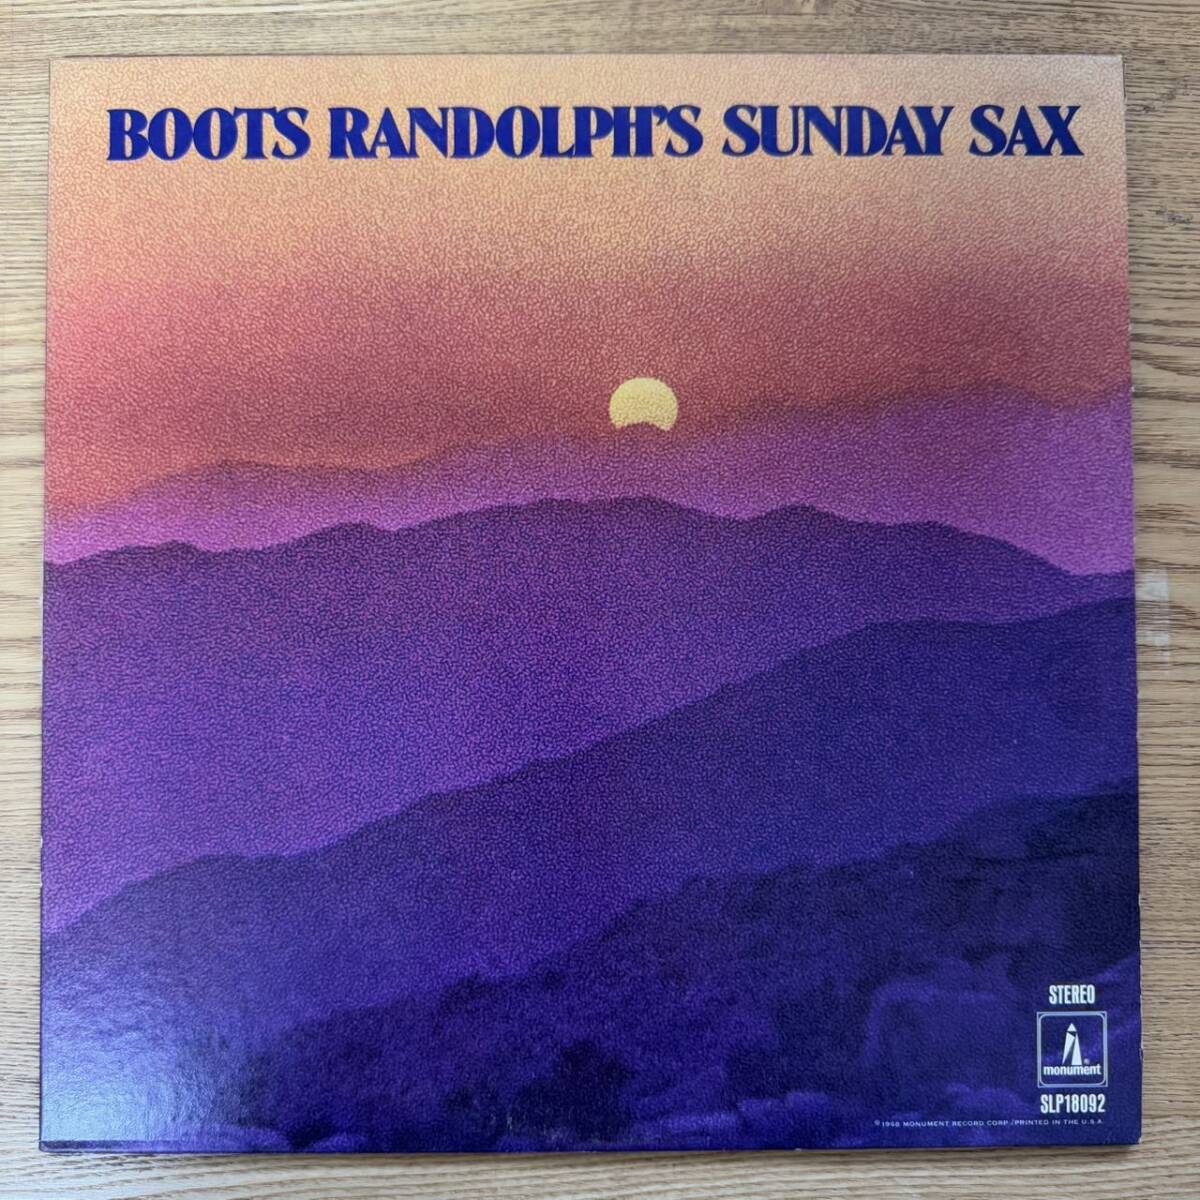 BOOTS RANDOLPH'S SUNDAY SAX
STEREO
monument
SLP18092
© 1968 MONUMENT RECORD CORP./PRINTED IN THE U.S.A.